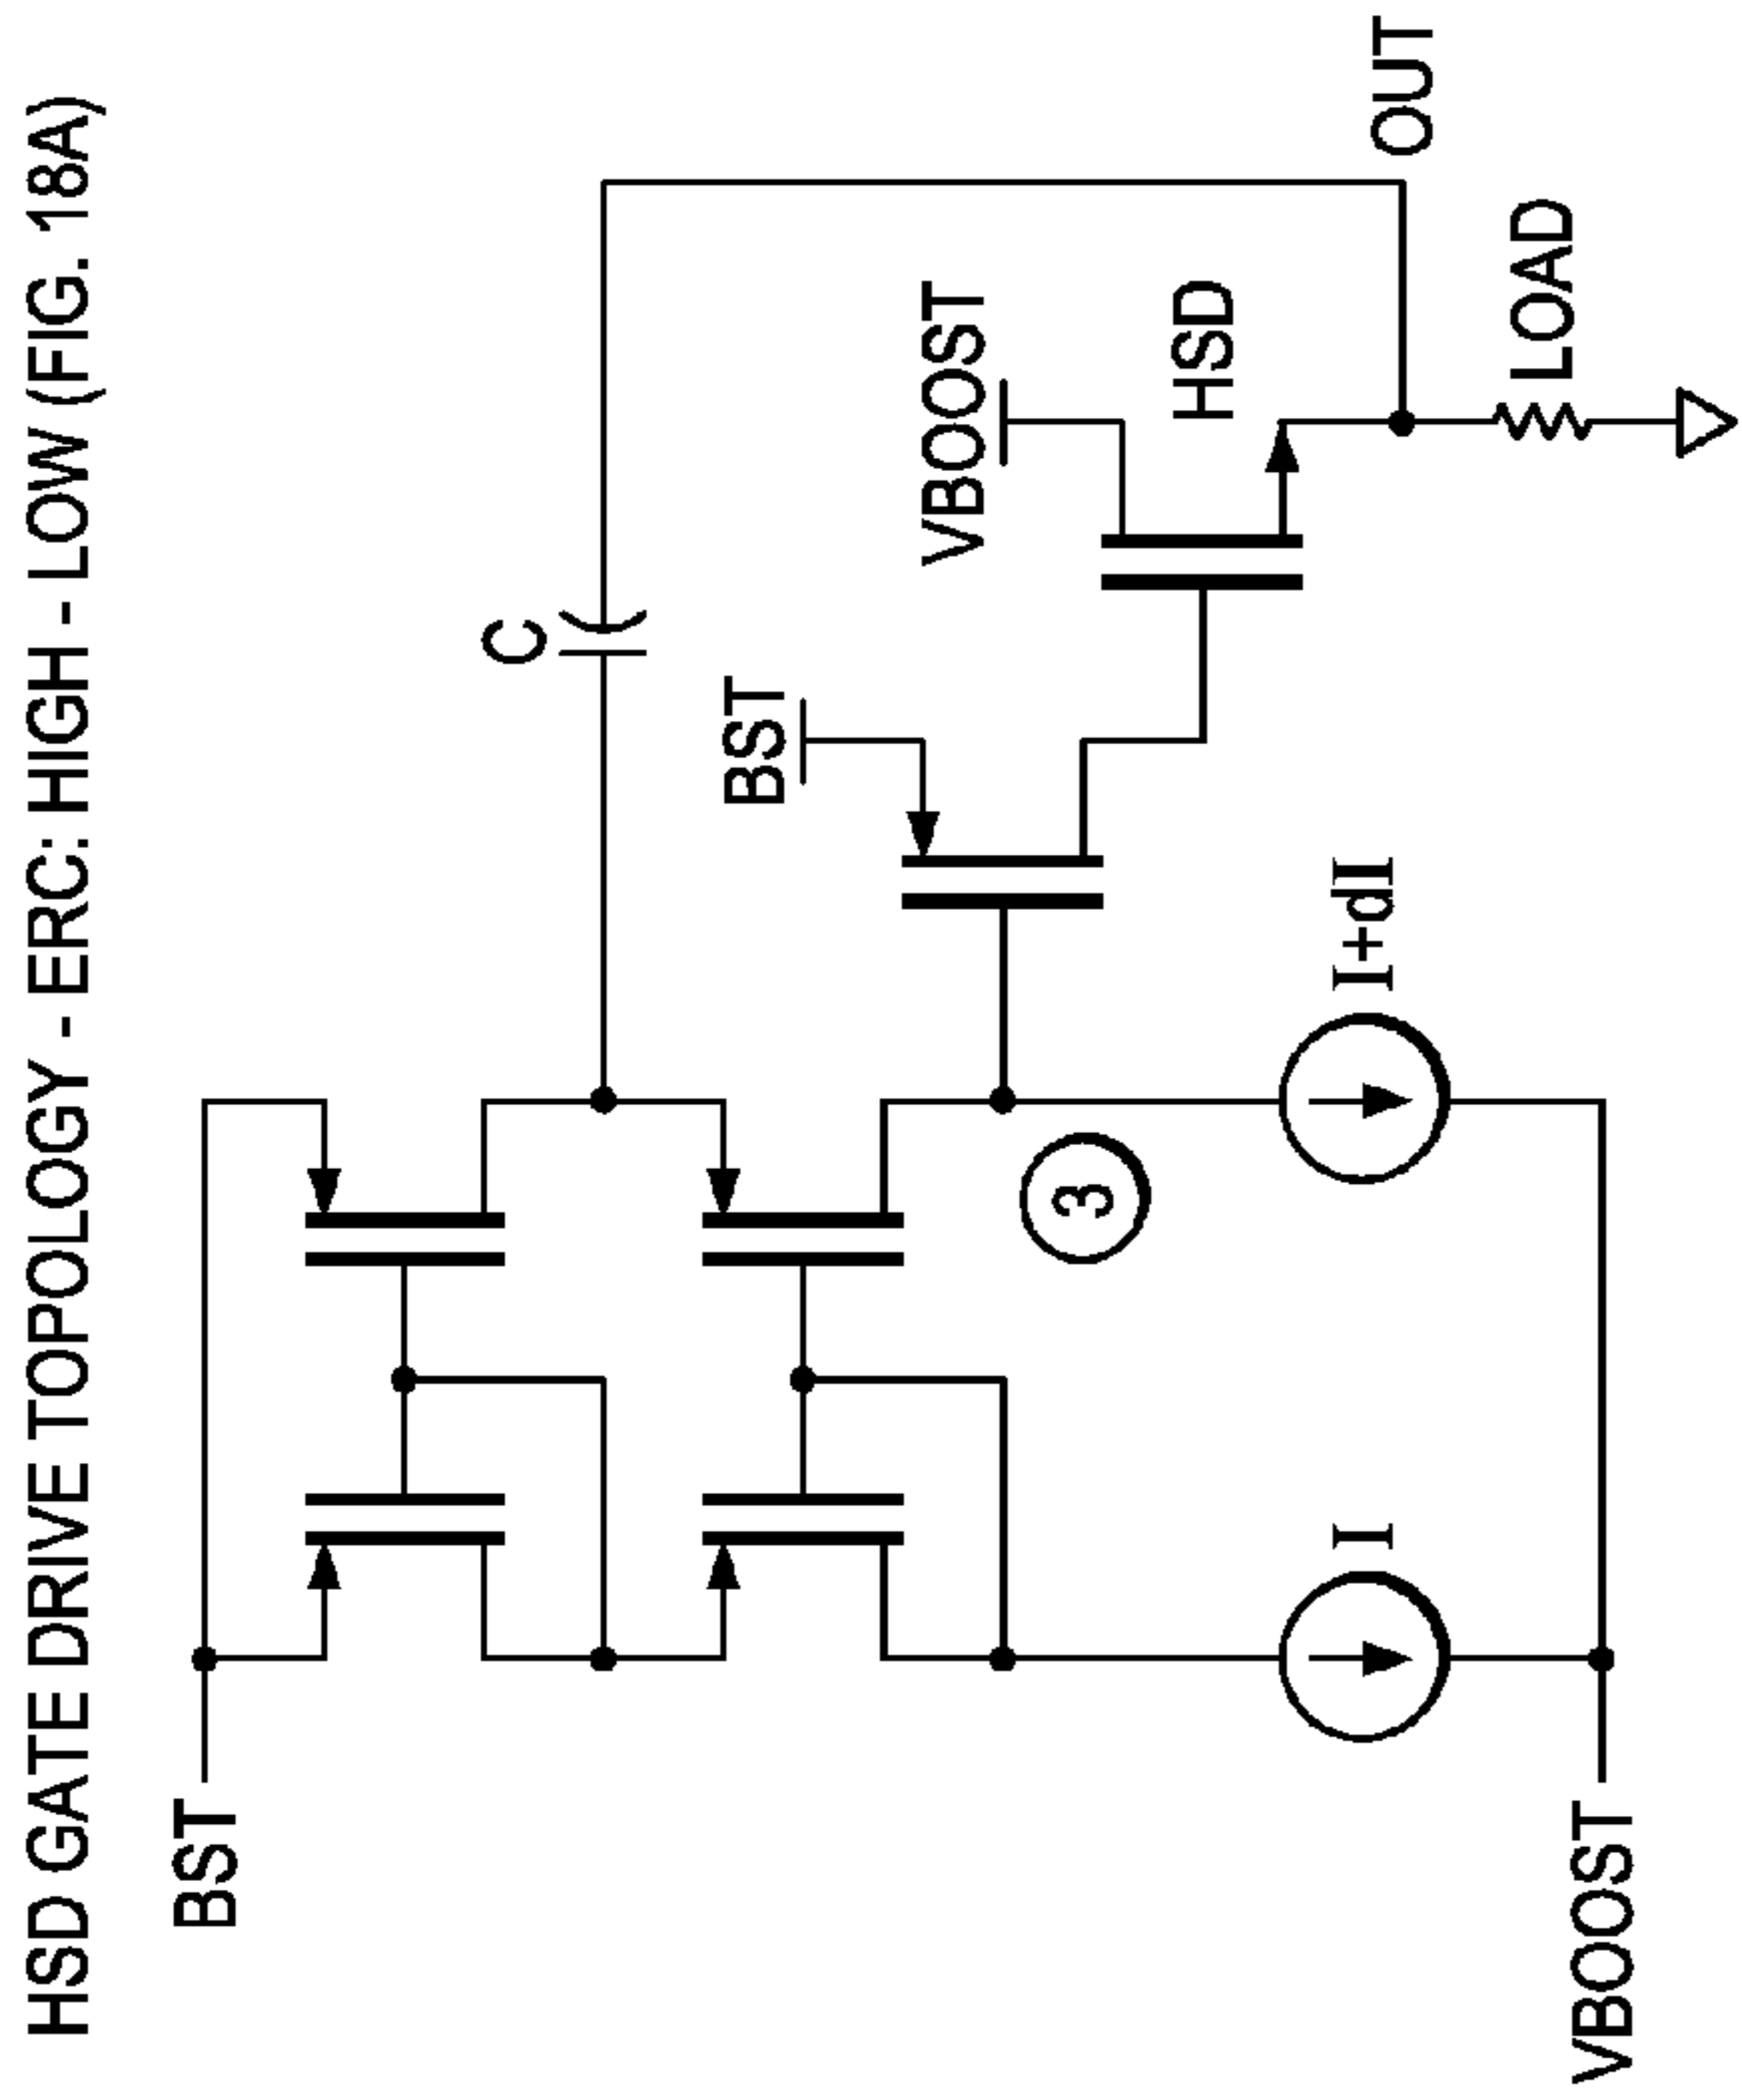 HSD GATE DRIVE TOPOLOGY - ERC: HIGH - LOW (FIG. 18A)
BST
C
BST
VBOOST
HSD
OUT
3
I
I+dI
LOAD
VBOOST